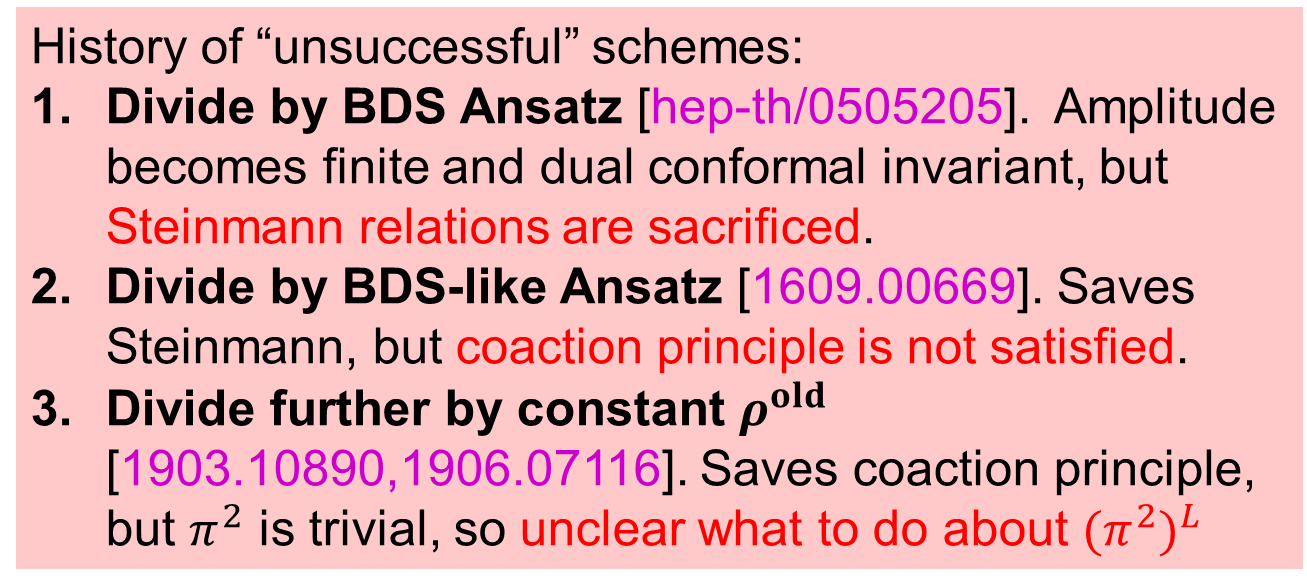 History of “unsuccessful” schemes:
1. Divide by BDS Ansatz [hep-th/0505205]. Amplitude
becomes finite and dual conformal invariant, but
Steinmann relations are sacrificed.
2. Divide by BDS-like Ansatz [1609.00669]. Saves
Steinmann, but coaction principle is not satisfied.
3. Divide further by constant ρ^old
[1903.10890,1906.07116]. Saves coaction principle,
but π² is trivial, so unclear what to do about (π²)^L